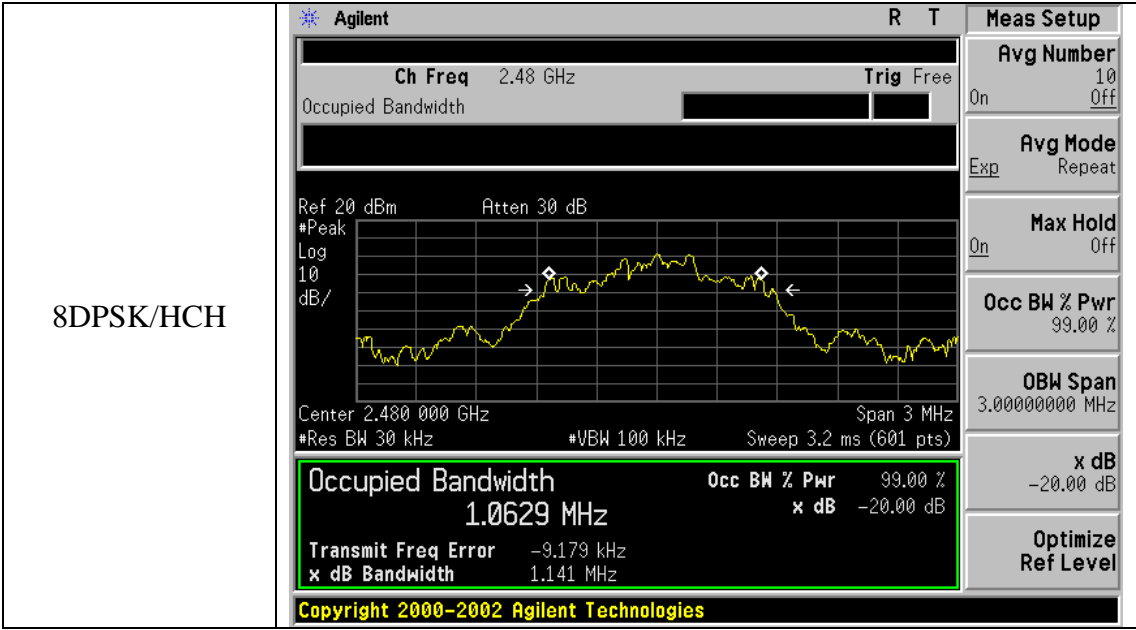 8DPSK/HCH
Agilent R T
Ch Freq 2.48 GHz Trig Free
Occupied Bandwidth
Ref 20 dBm Atten 30 dB
#Peak
Log
10
dB/
Center 2.480 000 GHz Span 3 MHz
#Res BW 30 kHz #VBW 100 kHz Sweep 3.2 ms (601 pts)
Occupied Bandwidth Occ BW % Pwr 99.00 %
1.0629 MHz x dB -20.00 dB
Transmit Freq Error -9.179 kHz
x dB Bandwidth 1.141 MHz
Copyright 2000-2002 Agilent Technologies
Meas Setup
Avg Number
10
On Off
Avg Mode
Exp Repeat
Max Hold
On Off
Occ BW % Pwr
99.00 %
OBW Span
3.00000000 MHz
x dB
-20.00 dB
Optimize
Ref Level